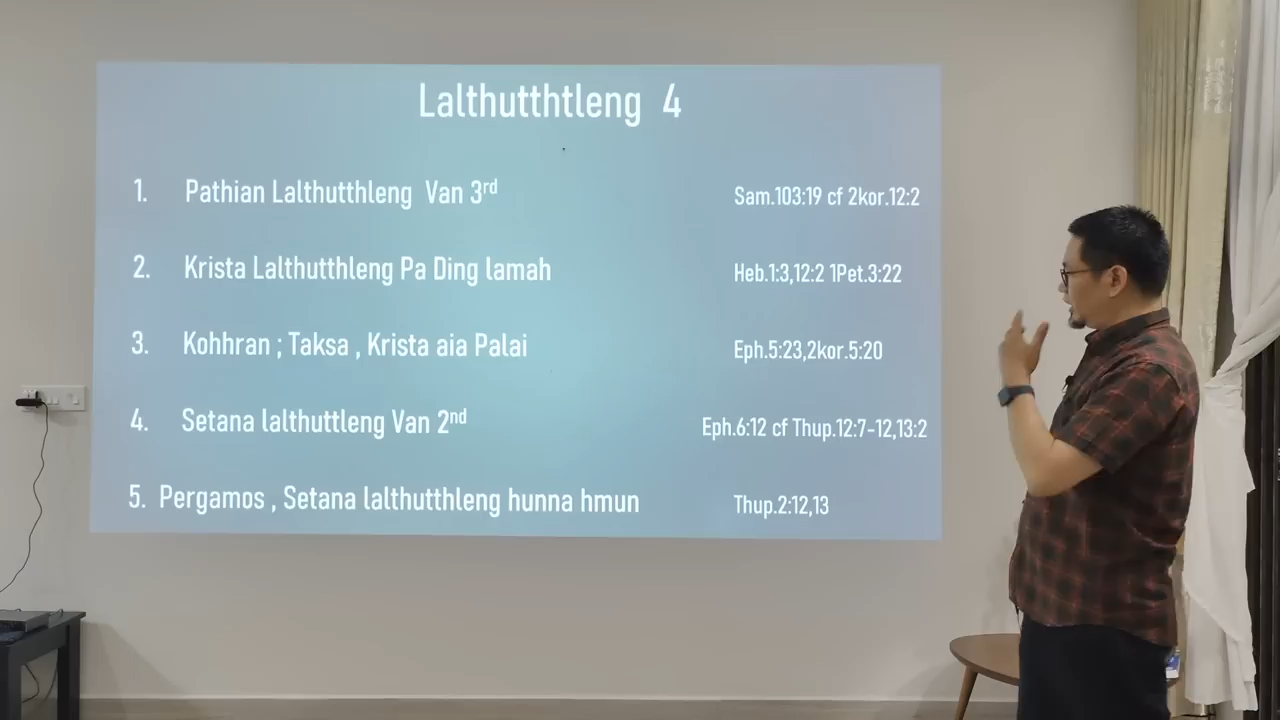 Lalthutthtleng 4
1. Pathian Lalthutthleng Van 3rd Sam.103:19 cf 2kor.12:2
2. Krista Lalthutthleng Pa Ding lamah Heb.1:3,12:2 1Pet.3:22
3. Kohhran ; Taksa , Krista aia Palai Eph.5:23,2kor.5:20
4. Setana lalthuttleng Van 2nd Eph.6:12 cf Thup.12:7-12,13:2
5. Pergamos , Setana lalthutthleng hunna hmun Thup.2:12,13